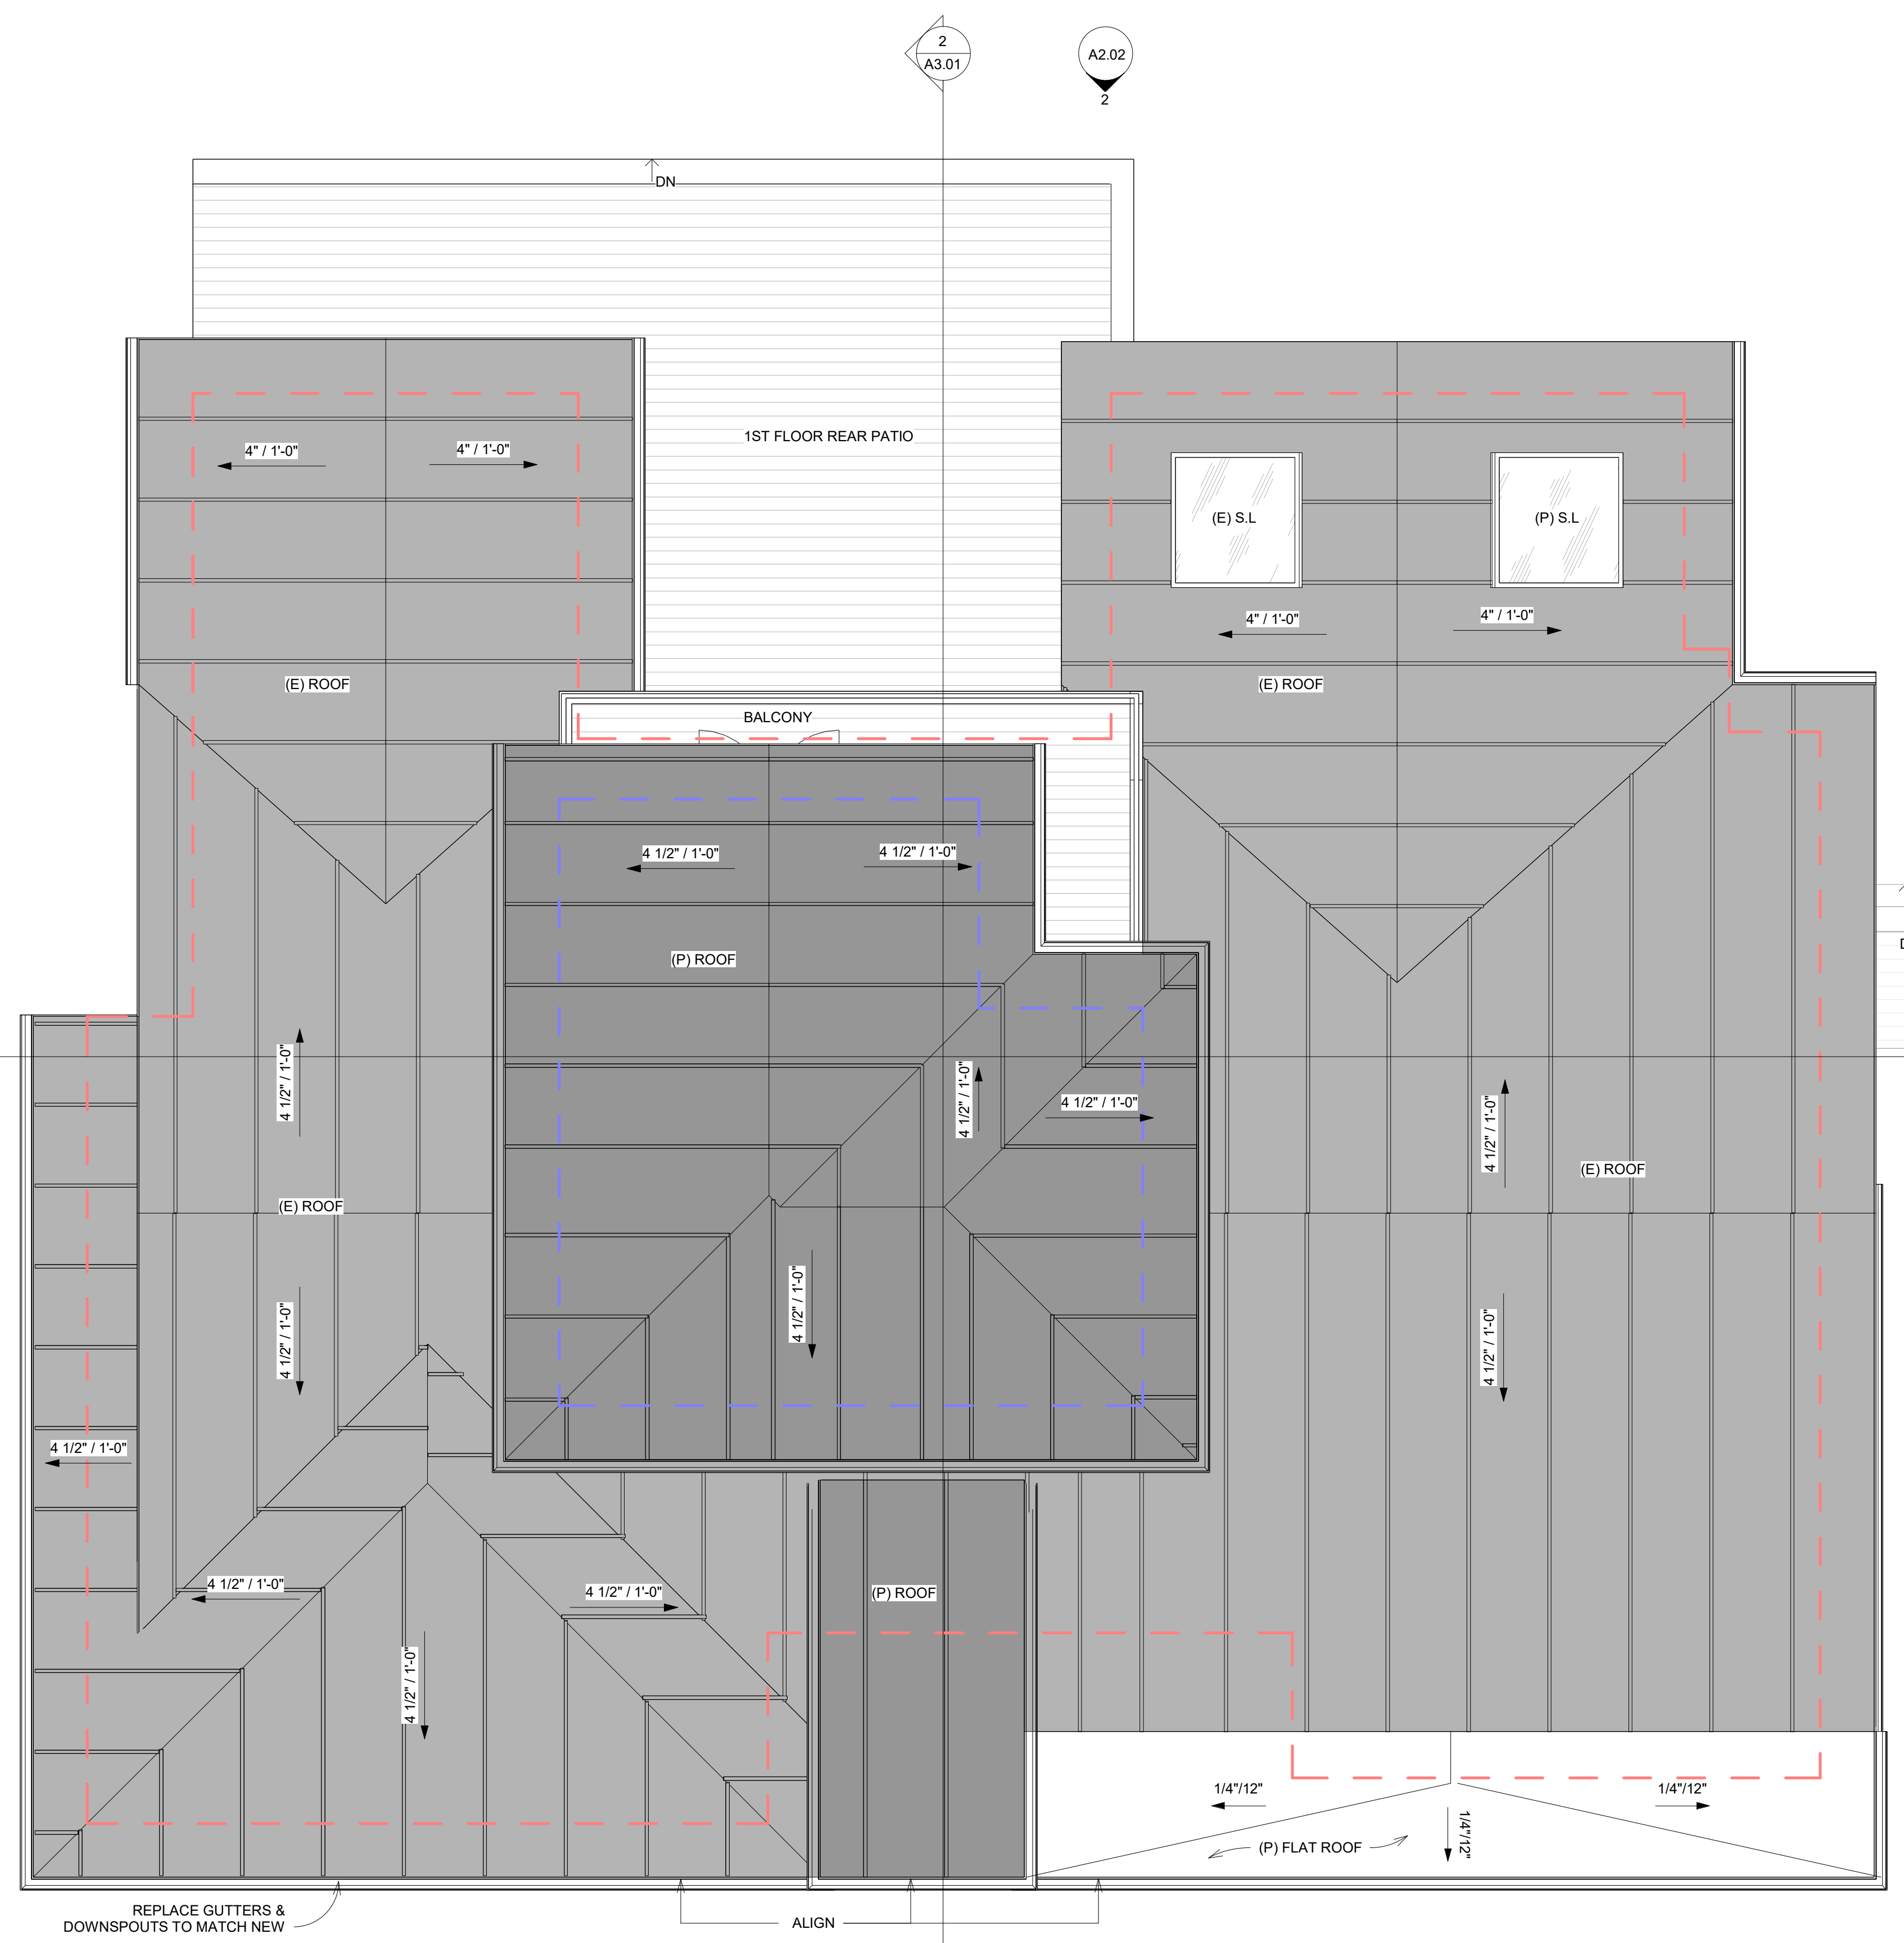 2
A3.01
A2.02
2
DN
1ST FLOOR REAR PATIO
4" / 1'-0"
4" / 1'-0"
(E) S.L
(P) S.L
4" / 1'-0"
4" / 1'-0"
(E) ROOF
(E) ROOF
BALCONY
4 1/2" / 1'-0"
4 1/2" / 1'-0"
(P) ROOF
4 1/2" / 1'-0"
4 1/2" / 1'-0"
4 1/2" / 1'-0"
4 1/2" / 1'-0"
(E) ROOF
(E) ROOF
4 1/2" / 1'-0"
4 1/2" / 1'-0"
4 1/2" / 1'-0"
4 1/2" / 1'-0"
4 1/2" / 1'-0"
4 1/2" / 1'-0"
(P) ROOF
4 1/2" / 1'-0"
1/4"/12"
1/4"/12"
1/4"/12"
(P) FLAT ROOF
REPLACE GUTTERS &
DOWNSPOUTS TO MATCH NEW
ALIGN